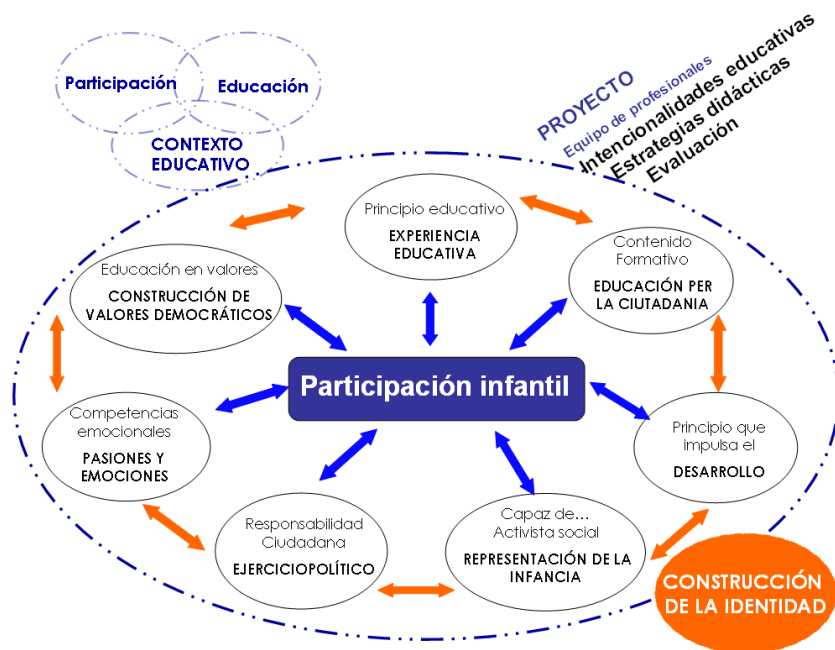 Participación
Educación
CONTEXTO
EDUCATIVO
PROYECTO
Equipo de profesionales
Intencionalidades educativas
Estrategias didácticas
Evaluación
Principio educativo
EXPERIENCIA
EDUCATIVA
Educación en valores
CONSTRUCCIÓN DE
VALORES DEMOCRÁTICOS
Contenido
Formativo
EDUCACIÓN PER
LA CIUTADANIA
Participación infantil
Competencias
emocionales
PASIONES Y
EMOCIONES
Principio que
impulsa el
DESARROLLO
Responsabilidad
Ciudadana
EJERCICIOPOLÍTICO
Capaz de...
Activista social
REPRESENTACIÓN DE LA
INFANCIA
CONSTRUCCIÓN
DE LA IDENTIDAD